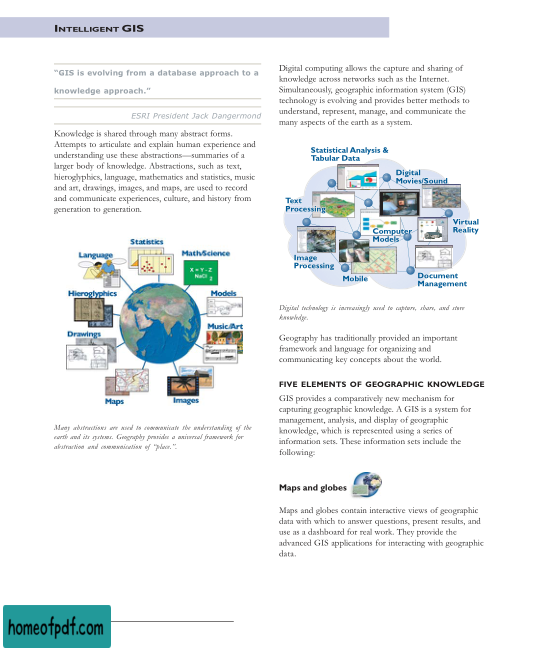 INTELLIGENT GIS
"GIS is evolving from a database approach to a
knowledge approach."
ESRI President Jack Dangermond
Knowledge is shared through many abstract forms.
Attempts to articulate and explain human experience and
understanding use these abstractions—summaries of a
larger body of knowledge. Abstractions, such as text,
hieroglyphics, language, mathematics and statistics, music
and art, drawings, images, and maps, are used to record
and communicate experiences, culture, and history from
generation to generation.
Statistics
Language
Math/Science
X = Y - Z
NaCl
Hieroglyphics
Models
Music/Art
Drawings
Maps
Images
Many abstractions are used to communicate the understanding of the
earth and its systems. Geography provides a universal framework for
abstraction and communication of "place.".
Digital computing allows the capture and sharing of
knowledge across networks such as the Internet.
Simultaneously, geographic information system (GIS)
technology is evolving and provides better methods to
understand, represent, manage, and communicate the
many aspects of the earth as a system.
Statistical Analysis &
Tabular Data
Digital
Movies/Sound
Text
Processing
Virtual
Reality
Computer
Models
Image
Processing
Mobile
Document
Management
Digital technology is increasingly used to capture, share, and store
knowledge.
Geography has traditionally provided an important
framework and language for organizing and
communicating key concepts about the world.
FIVE ELEMENTS OF GEOGRAPHIC KNOWLEDGE
GIS provides a comparatively new mechanism for
capturing geographic knowledge. A GIS is a system for
management, analysis, and display of geographic
knowledge, which is represented using a series of
information sets. These information sets include the
following:
Maps and globes
Maps and globes contain interactive views of geographic
data with which to answer questions, present results, and
use as a dashboard for real work. They provide the
advanced GIS applications for interacting with geographic
data.
homeofpdf.com